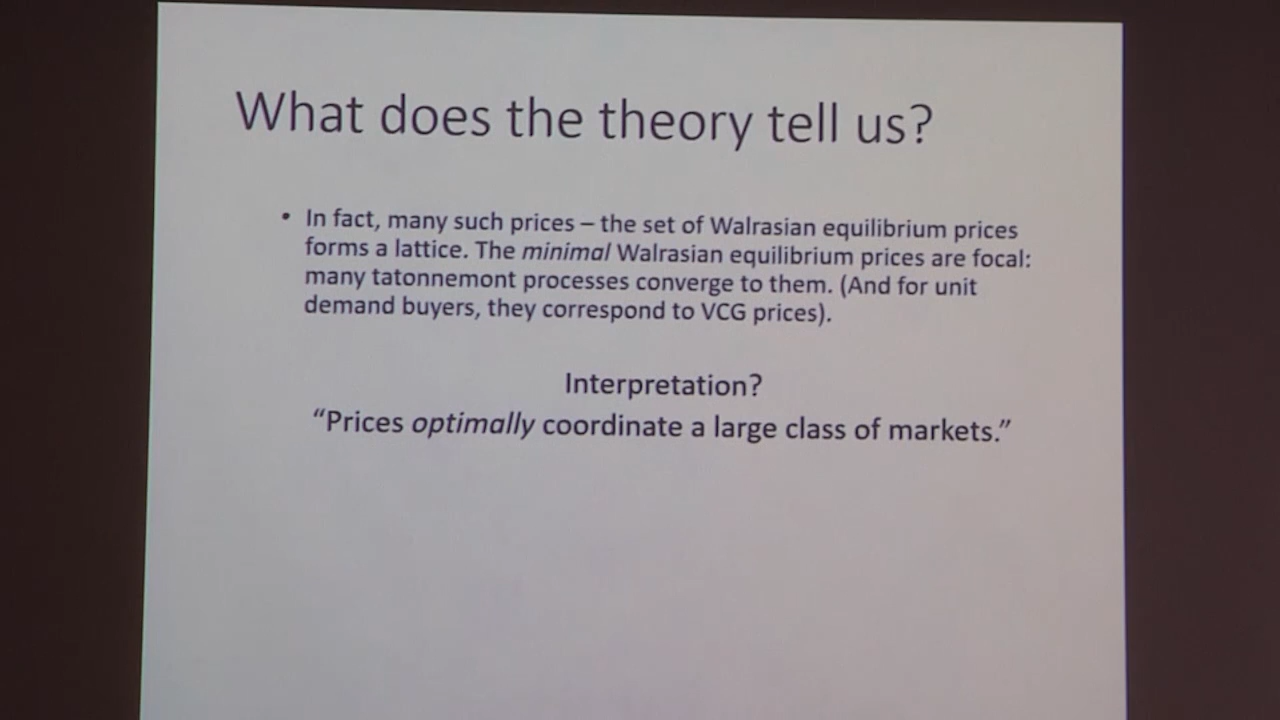 What does the theory tell us?
• In fact, many such prices – the set of Walrasian equilibrium prices
forms a lattice. The minimal Walrasian equilibrium prices are focal:
many tatonnemont processes converge to them. (And for unit
demand buyers, they correspond to VCG prices).
Interpretation?
“Prices optimally coordinate a large class of markets.”